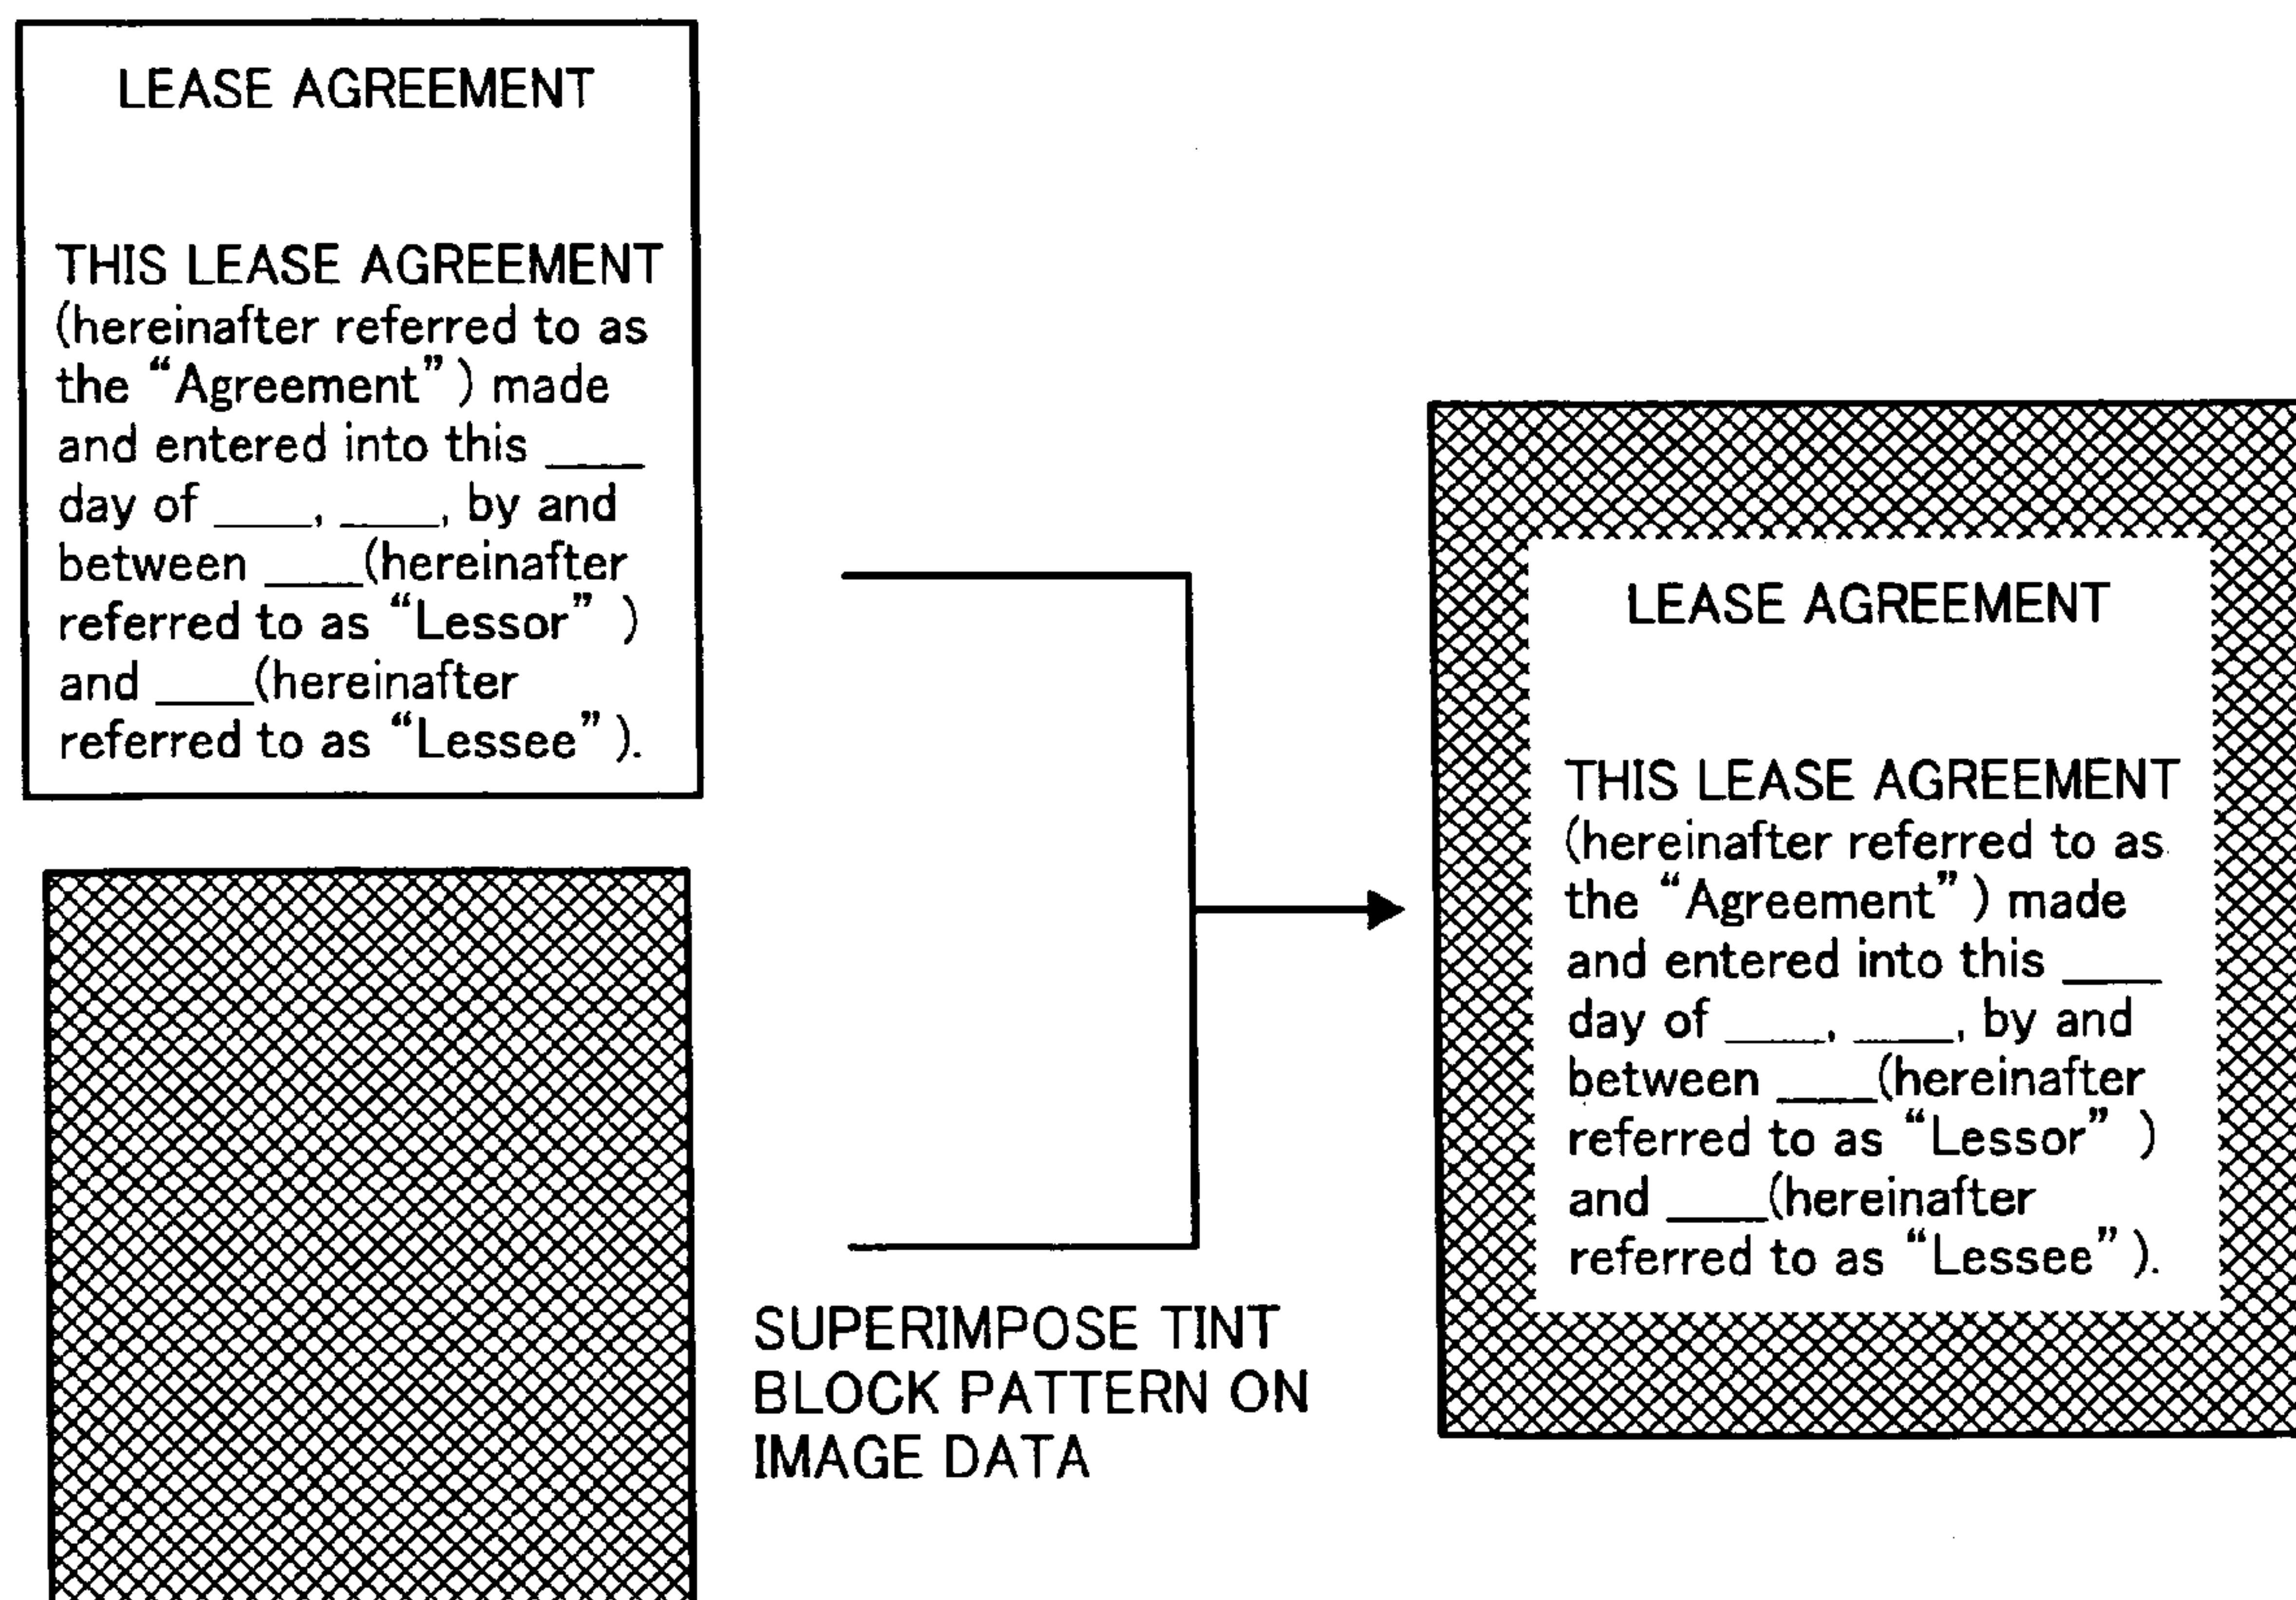 LEASE AGREEMENT
THIS LEASE AGREEMENT
(hereinafter referred to as
the “Agreement”) made
and entered into this ____
day of ____, ____, by and
between ____(hereinafter
referred to as “Lessor” )
and ____(hereinafter
referred to as “Lessee”).
SUPERIMPOSE TINT
BLOCK PATTERN ON
IMAGE DATA
LEASE AGREEMENT
THIS LEASE AGREEMENT
(hereinafter referred to as
the “Agreement”) made
and entered into this ____
day of ____, ____, by and
between ____(hereinafter
referred to as “Lessor” )
and ____(hereinafter
referred to as “Lessee”).